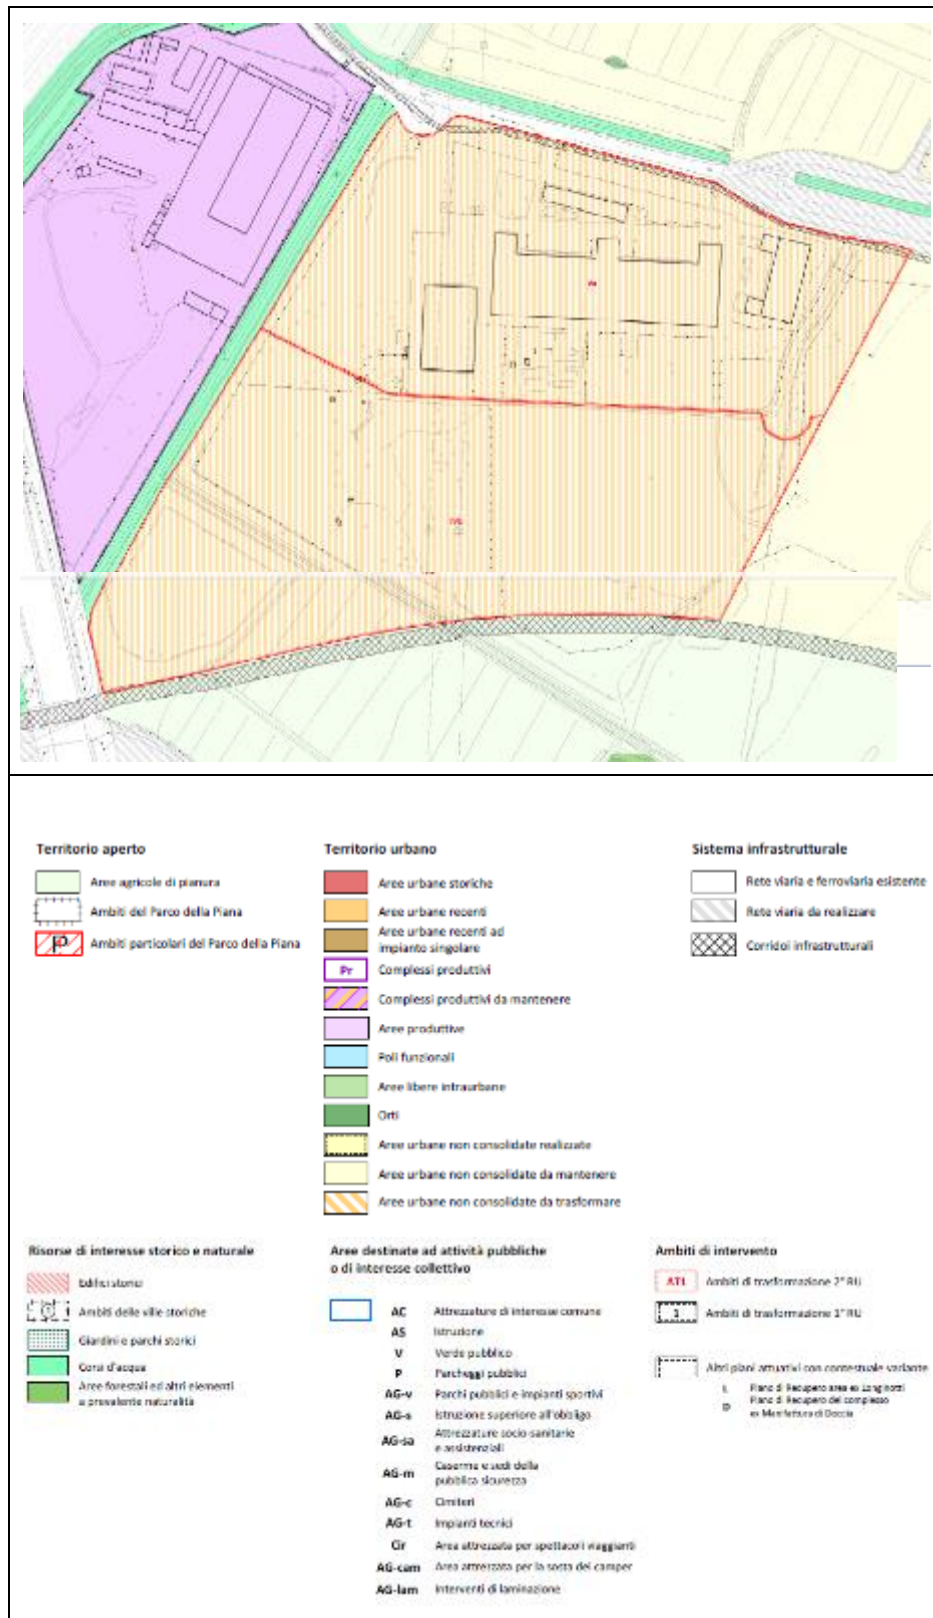 Territorio aperto
Aree agricole di pianura
Ambiti del Parco della Piana
P
Ambiti particolari del Parco della Piana
Territorio urbano
Aree urbane storiche
Aree urbane recenti
Aree urbane recenti ad
impianto singolare
Pr Complessi produttivi
Complessi produttivi da mantenere
Aree produttive
Poli funzionali
Aree libere intraurbane
Orti
Aree urbane non consolidate realizzate
Aree urbane non consolidate da mantenere
Aree urbane non consolidate da trasformare
Sistema infrastrutturale
Rete viaria e ferroviaria esistente
Rete viaria da realizzare
Corridoi infrastrutturali
Risorse di interesse storico e naturale
Edifici storici
Ambiti delle ville storiche
Giardini e parchi storici
Corsi d'acqua
Aree forestali ed altri elementi
a prevalente naturalità
Aree destinate ad attività pubbliche
o di interesse collettivo
AC Attrezzature di interesse comune
AS Istruzione
V Verde pubblico
P Parcheggi pubblici
AG-v Parchi pubblici e impianti sportivi
AG-s Istruzione superiore all'obbligo
AG-sa Attrezzature socio-sanitarie
e assistenziali
AG-m Caserme e sedi della
pubblica sicurezza
AG-c Cimiteri
AG-t Impianti tecnici
Cir Area attrezzata per spettacoli viaggianti
AG-cam Area attrezzata per la sosta dei camper
AG-lam Interventi di laminazione
Ambiti di intervento
AT1 Ambiti di trasformazione 2° RU
1 Ambiti di trasformazione 1° RU
Altri piani attuativi con contestuale variante
L Piano di Recupero area ex Longinotti
Piano di Recupero del complesso
D ex Manifattura di Doccia